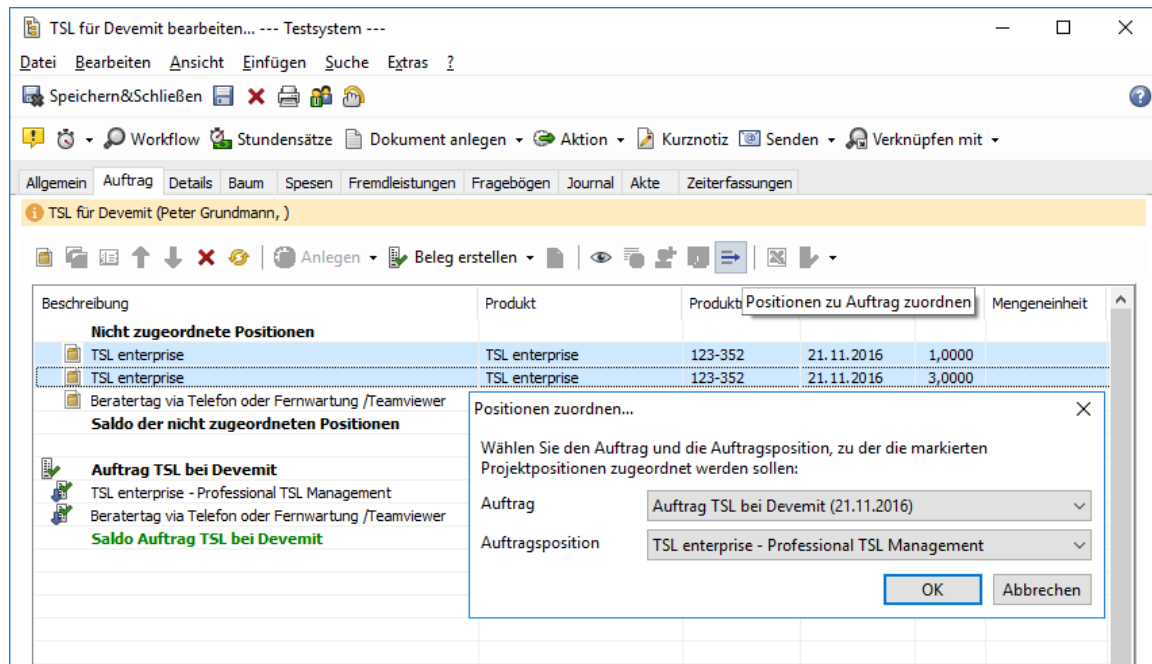 TSL für Devemit bearbeiten... --- Testsystem ---
Datei Bearbeiten Ansicht Einfügen Suche Extras ?
Speichern&Schließen
Workflow Stundensätze Dokument anlegen Aktion Kurznotiz Senden Verknüpfen mit
Allgemein Auftrag Details Baum Spesen Fremdleistungen Fragebögen Journal Akte Zeiterfassungen
TSL für Devemit (Peter Grundmann, )
Anlegen Beleg erstellen
Positionen zu Auftrag zuordnen
Beschreibung Produkt Mengeneinheit
Nicht zugeordnete Positionen
TSL enterprise TSL enterprise 123-352 21.11.2016 1,0000
TSL enterprise TSL enterprise 123-352 21.11.2016 3,0000
Beratertag via Telefon oder Fernwartung /Teamviewer
Saldo der nicht zugeordneten Positionen
Auftrag TSL bei Devemit
TSL enterprise - Professional TSL Management
Beratertag via Telefon oder Fernwartung /Teamviewer
Saldo Auftrag TSL bei Devemit
Positionen zuordnen...
Wählen Sie den Auftrag und die Auftragsposition, zu der die markierten
Projektpositionen zugeordnet werden sollen:
Auftrag Auftrag TSL bei Devemit (21.11.2016)
Auftragsposition TSL enterprise - Professional TSL Management
OK Abbrechen